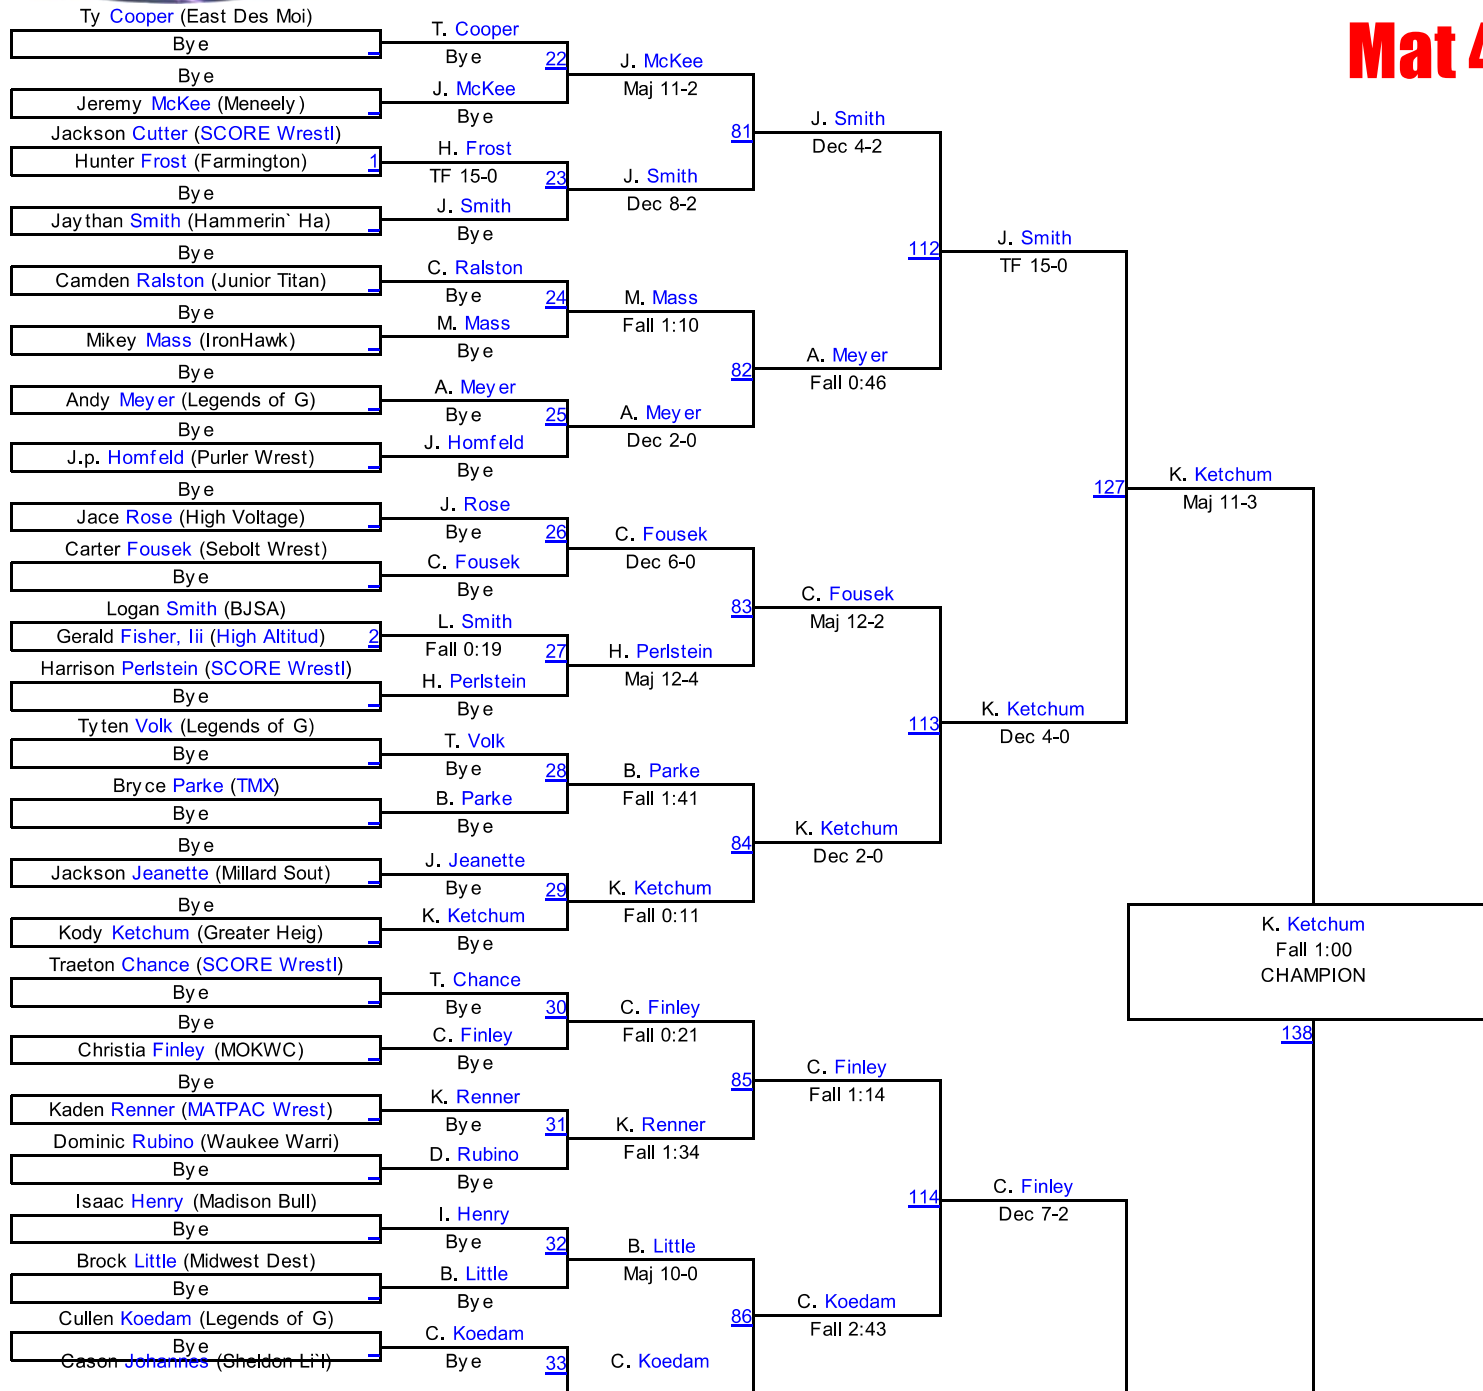 Mat 4
Ty Cooper (East Des Moi)
Bye
Bye
Jeremy McKee (Meneely)
Jackson Cutter (SCORE Wrestl)
Hunter Frost (Farmington) 1
Bye
Jaythan Smith (Hammerin` Ha)
Bye
Camden Ralston (Junior Titan)
Bye
Mikey Mass (IronHawk)
Bye
Andy Meyer (Legends of G)
Bye
J.p. Homfeld (Purler Wrest)
Bye
Jace Rose (High Voltage)
Carter Fousek (Sebolt Wrest)
Bye
Logan Smith (BJSA)
Gerald Fisher, Iii (High Altitud) 2
Harrison Perlstein (SCORE Wrestl)
Bye
Tyten Volk (Legends of G)
Bye
Bryce Parke (TMX)
Bye
Bye
Jackson Jeanette (Millard Sout)
Bye
Kody Ketchum (Greater Heig)
Traeton Chance (SCORE Wrestl)
Bye
Bye
Christia Finley (MOKWC)
Bye
Kaden Renner (MATPAC Wrest)
Dominic Rubino (Waukee Warri)
Bye
Isaac Henry (Madison Bull)
Bye
Brock Little (Midwest Dest)
Bye
Cullen Koedam (Legends of G)
Bye
Cason Johannes (Sheldon Li`l)
T. Cooper
Bye 22
J. McKee
Bye
H. Frost
TF 15-0 23
J. Smith
Bye
C. Ralston
Bye 24
M. Mass
Bye
A. Meyer
Bye 25
J. Homfeld
Bye
J. Rose
Bye 26
C. Fousek
Bye
L. Smith
Fall 0:19 27
H. Perlstein
Bye
T. Volk
Bye 28
B. Parke
Bye
J. Jeanette
Bye 29
K. Ketchum
Bye
T. Chance
Bye 30
C. Finley
Bye
K. Renner
Bye 31
D. Rubino
Bye
I. Henry
Bye 32
B. Little
Bye
C. Koedam
Bye 33
J. McKee
Maj 11-2
81
J. Smith
Dec 8-2
M. Mass
Fall 1:10
82
A. Meyer
Dec 2-0
C. Fousek
Dec 6-0
83
H. Perlstein
Maj 12-4
B. Parke
Fall 1:41
84
K. Ketchum
Fall 0:11
C. Finley
Fall 0:21
85
K. Renner
Fall 1:34
B. Little
Maj 10-0
86
C. Koedam
J. Smith
Dec 4-2
112
A. Meyer
Fall 0:46
C. Fousek
Maj 12-2
113
K. Ketchum
Dec 2-0
C. Finley
Fall 1:14
114
C. Koedam
Fall 2:43
J. Smith
TF 15-0
127
K. Ketchum
Dec 4-0
C. Finley
Dec 7-2
K. Ketchum
Maj 11-3
K. Ketchum
Fall 1:00
CHAMPION
138